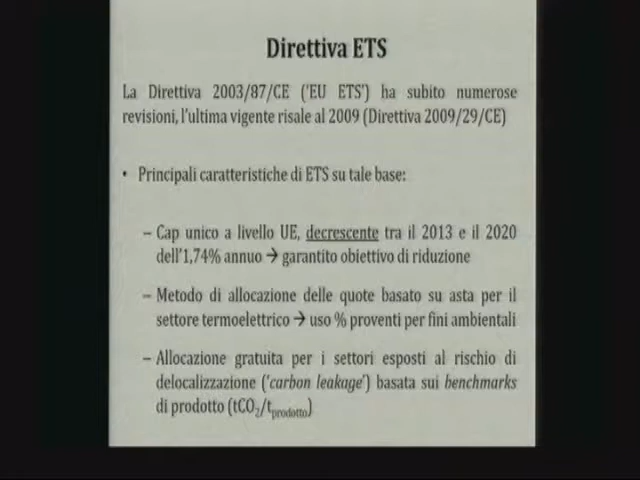 Direttiva ETS
La Direttiva 2003/87/CE ('EU ETS') ha subito numerose
revisioni, l'ultima vigente risale al 2009 (Direttiva 2009/29/CE)
• Principali caratteristiche di ETS su tale base:
– Cap unico a livello UE, decrescente tra il 2013 e il 2020
dell'1,74% annuo → garantito obiettivo di riduzione
– Metodo di allocazione delle quote basato su asta per il
settore termoelettrico → uso % proventi per fini ambientali
– Allocazione gratuita per i settori esposti al rischio di
delocalizzazione ('carbon leakage') basata sui benchmarks
di prodotto (tCO₂/tprodotto)